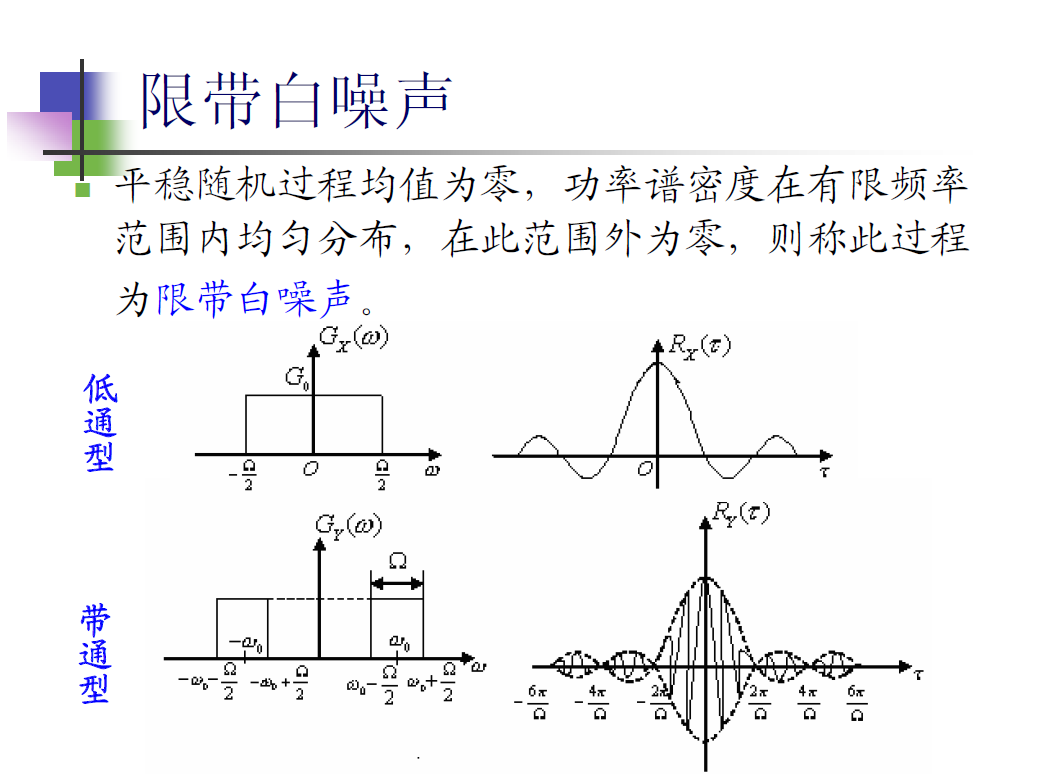 限带白噪声
平稳随机过程均值为零，功率谱密度在有限频率
范围内均匀分布，在此范围外为零，则称此过程
为限带白噪声。
低通型
G_X(ω)
G_0
-Ω/2 O Ω/2 ω
R_X(τ)
O τ
带通型
G_Y(ω)
Ω
-ω_0 ω_0 ω
-ω_0-Ω/2 -ω_0+Ω/2 ω_0-Ω/2 ω_0+Ω/2
R_Y(τ)
τ
-6π/Ω -4π/Ω -2π/Ω 2π/Ω 4π/Ω 6π/Ω